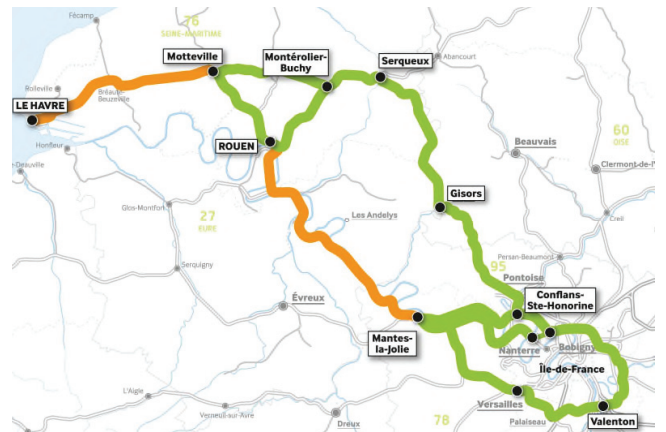 Fécamp
76
SEINE-MARITIME
Motteville
Montérolier-
Buchy
Serqueux
Abancourt
Rolleville
Bréauté-
Beuzeville
LE HAVRE
ROUEN
Honfleur
Beauvais
60
OISE
Clermont-de-l'
e-Deauville
Glos-Montfort
27
EURE
Les Andelys
Gisors
Creil
Serquigny
Persan-Beaumont
95
Pontoise
Évreux
Conflans-
Ste-Honorine
Mantes-
la-Jolie
Nanterre
Bobigny
Île-de-France
L'Aigle
Verneuil-sur-Avre
Dreux
78
Versailles
Palaiseau
Valenton